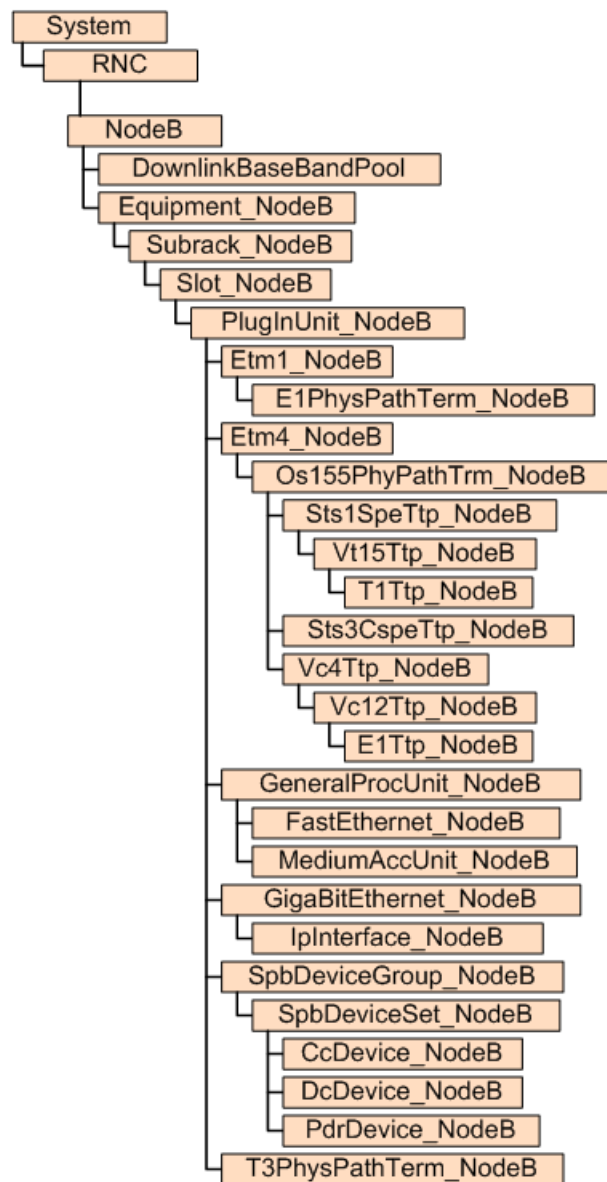 System
RNC
NodeB
DownlinkBaseBandPool
Equipment_NodeB
Subrack_NodeB
Slot_NodeB
PlugInUnit_NodeB
Etm1_NodeB
E1PhysPathTerm_NodeB
Etm4_NodeB
Os155PhyPathTrm_NodeB
Sts1SpeTtp_NodeB
Vt15Ttp_NodeB
T1Ttp_NodeB
Sts3CspeTtp_NodeB
Vc4Ttp_NodeB
Vc12Ttp_NodeB
E1Ttp_NodeB
GeneralProcUnit_NodeB
FastEthernet_NodeB
MediumAccUnit_NodeB
GigaBitEthernet_NodeB
IpInterface_NodeB
SpbDeviceGroup_NodeB
SpbDeviceSet_NodeB
CcDevice_NodeB
DcDevice_NodeB
PdrDevice_NodeB
T3PhysPathTerm_NodeB